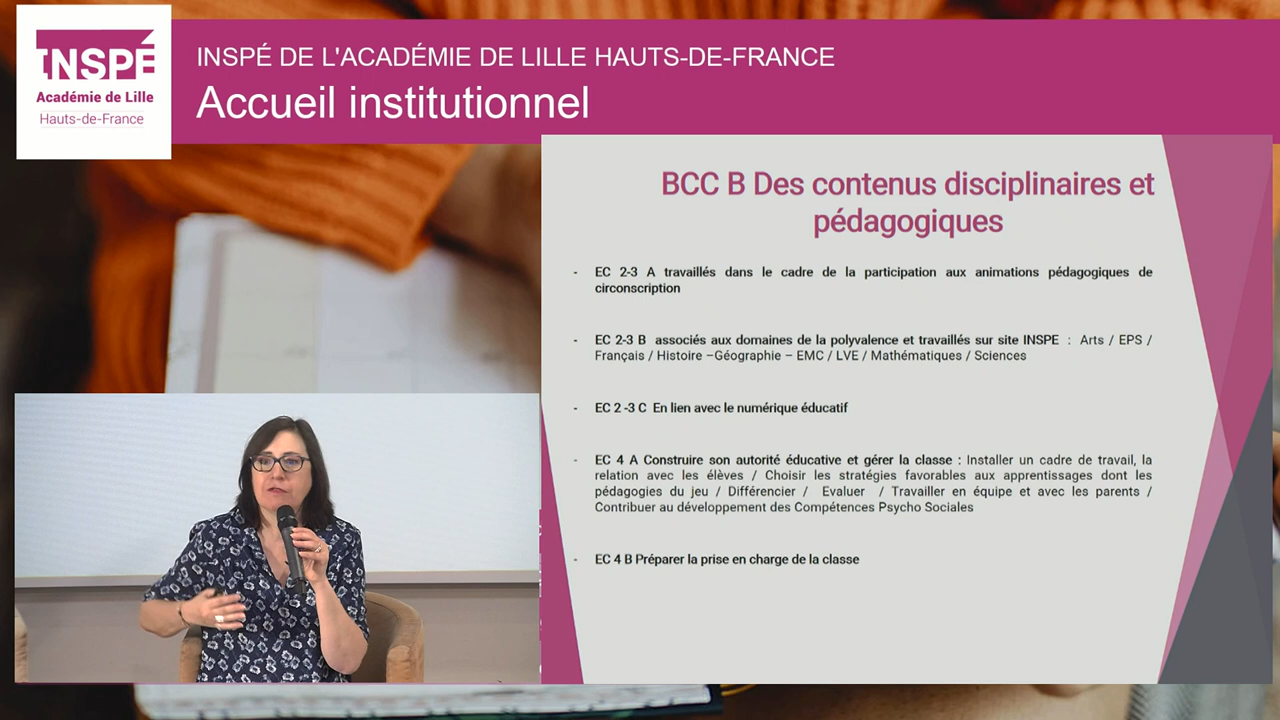 INSPÉ
Académie de Lille
Hauts-de-France
INSPÉ DE L'ACADÉMIE DE LILLE HAUTS-DE-FRANCE
Accueil institutionnel
BCC B Des contenus disciplinaires et
pédagogiques
- EC 2-3 A travaillés dans le cadre de la participation aux animations pédagogiques de
circonscription
- EC 2-3 B associés aux domaines de la polyvalence et travaillés sur site INSPE : Arts / EPS /
Français / Histoire –Géographie – EMC / LVE / Mathématiques / Sciences
- EC 2 -3 C En lien avec le numérique éducatif
- EC 4 A Construire son autorité éducative et gérer la classe : Installer un cadre de travail, la
relation avec les élèves / Choisir les stratégies favorables aux apprentissages dont les
pédagogies du jeu / Différencier / Evaluer / Travailler en équipe et avec les parents /
Contribuer au développement des Compétences Psycho Sociales
- EC 4 B Préparer la prise en charge de la classe